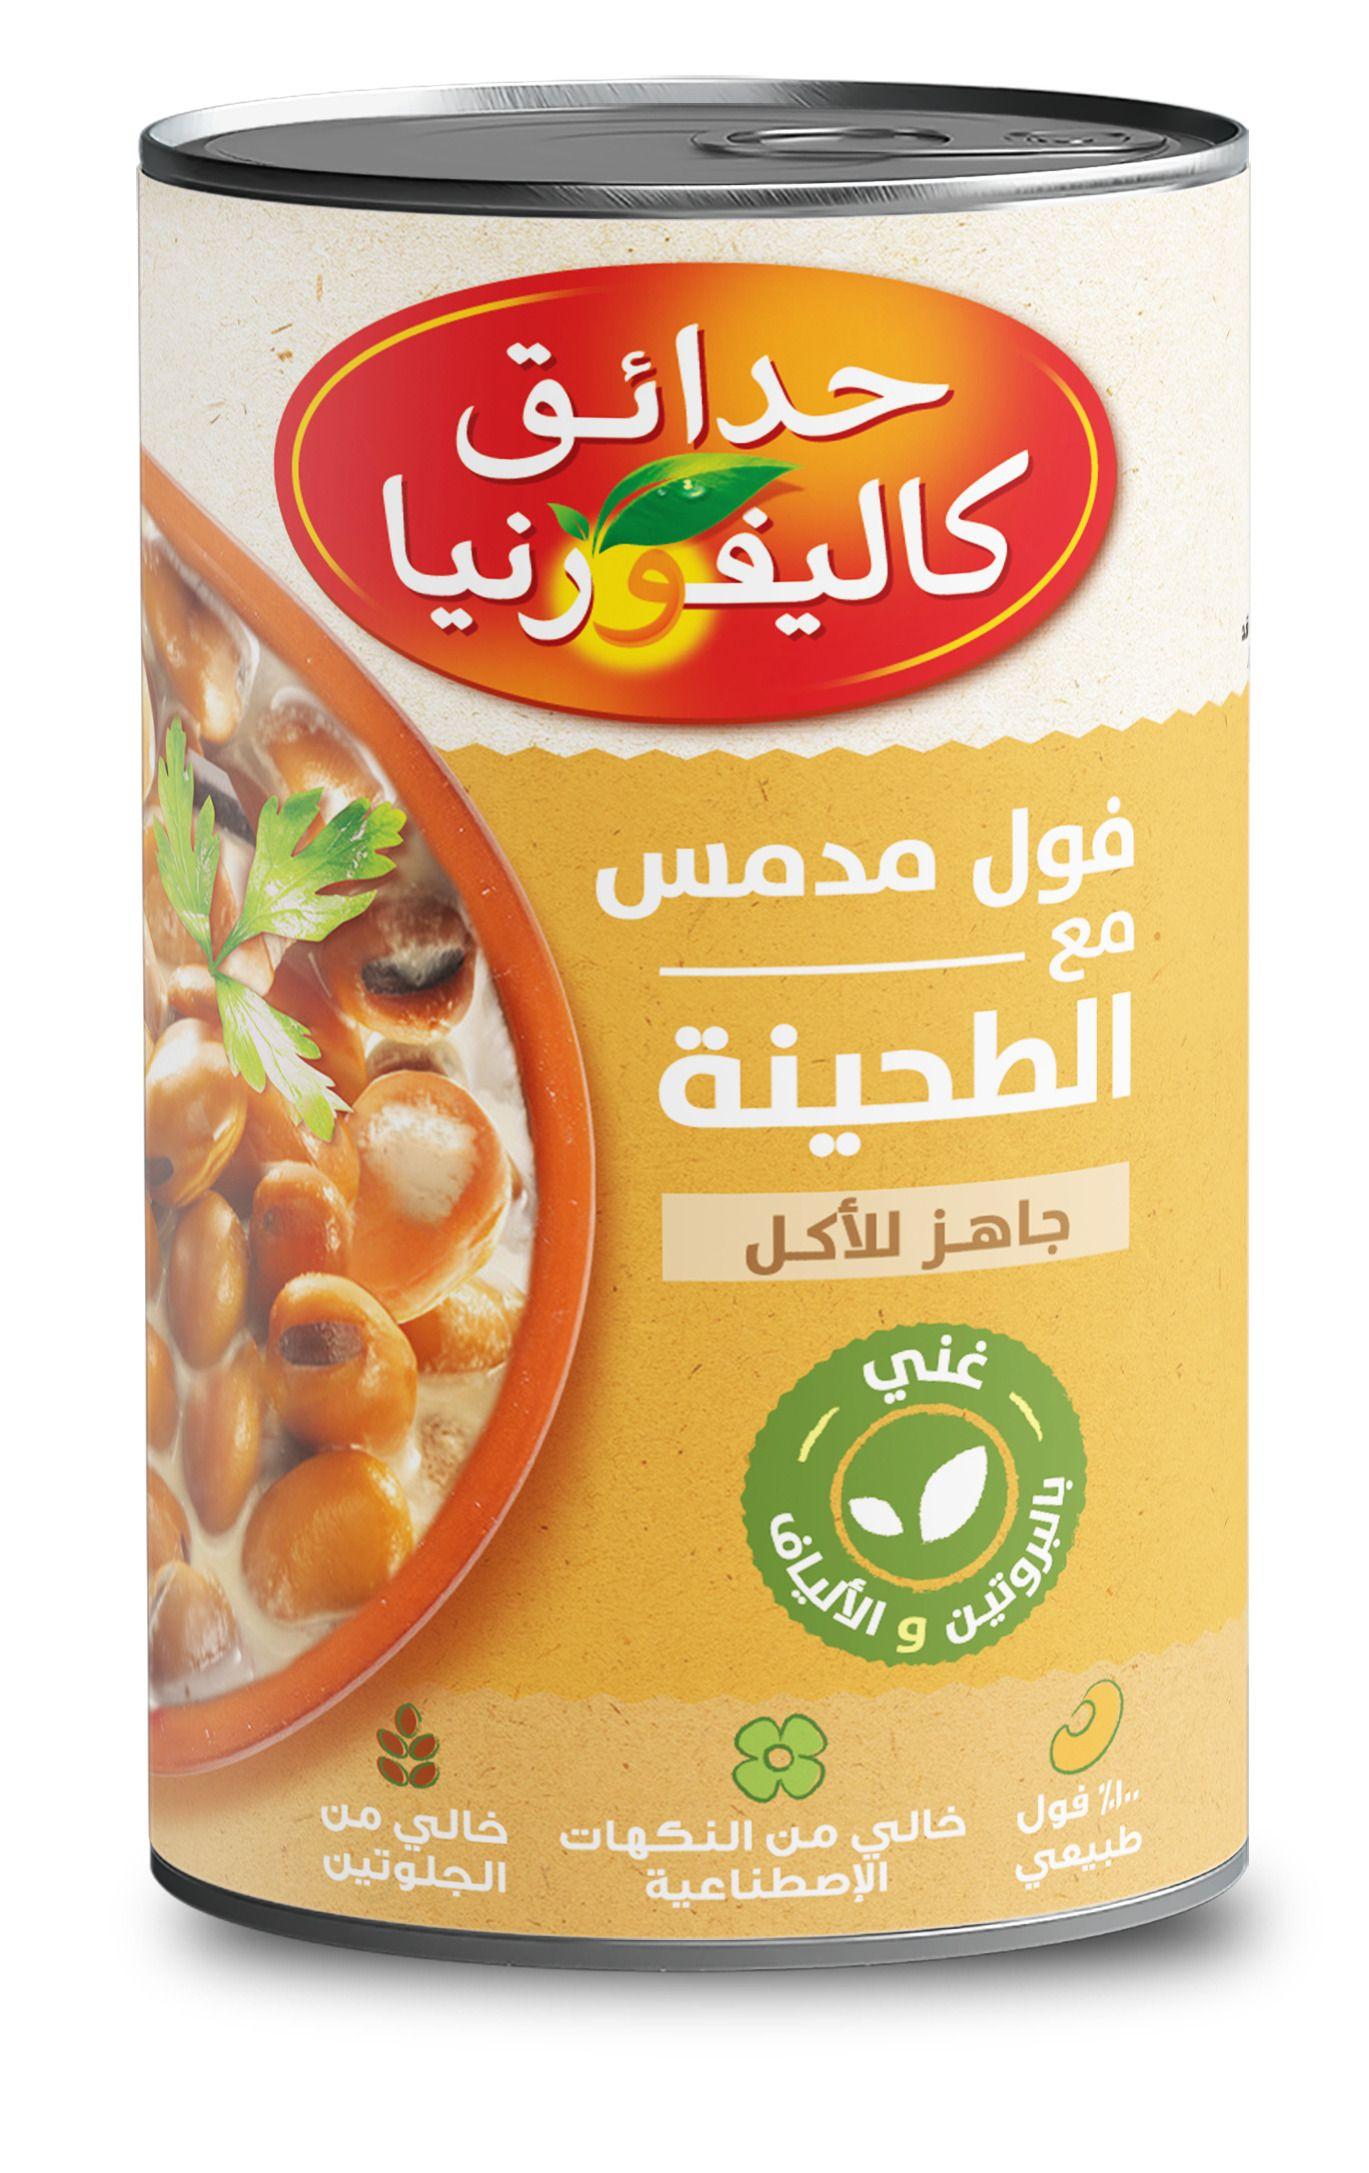 حدائق
كاليفورنيا
فول مدمس
مع
الطحينة
جاهز للأكل
غني
بالبروتين و الألياف
١٠٠٪ فول
طبيعي
خالي من النكهات
الإصطناعية
خالي من
الجلوتين